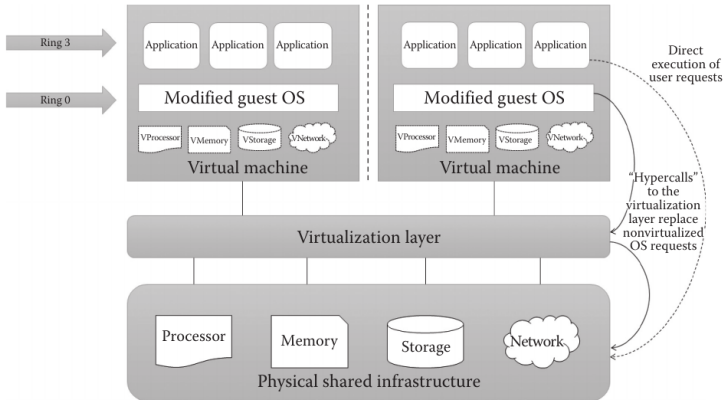 Ring 3
Application
Application
Application
Application
Application
Application
Direct
execution of
user requests
Ring 0
Modified guest OS
Modified guest OS
VProcessor
VMemory
VStorage
VNetwork
VProcessor
VMemory
VStorage
VNetwork
Virtual machine
Virtual machine
“Hypercalls”
to the
virtualization
layer replace
nonvirtualized
OS requests
Virtualization layer
Processor
Memory
Storage
Network
Physical shared infrastructure